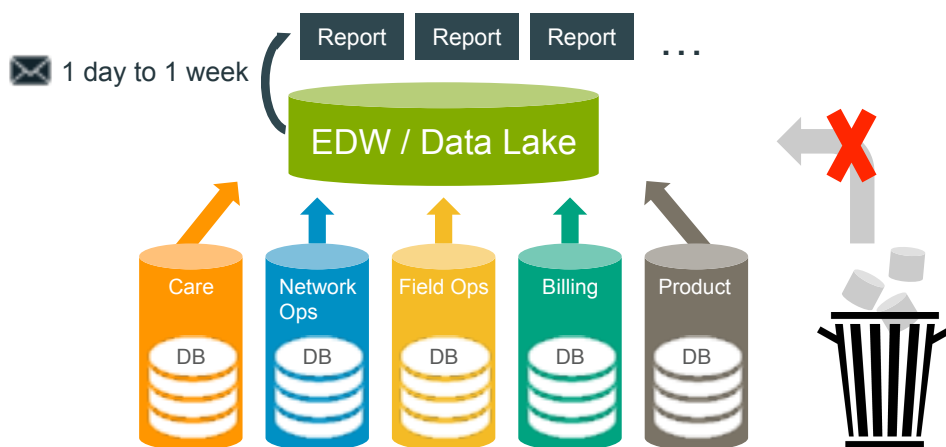 Report
Report
Report
...
1 day to 1 week
EDW / Data Lake
Care
Network
Ops
Field Ops
Billing
Product
DB
DB
DB
DB
DB